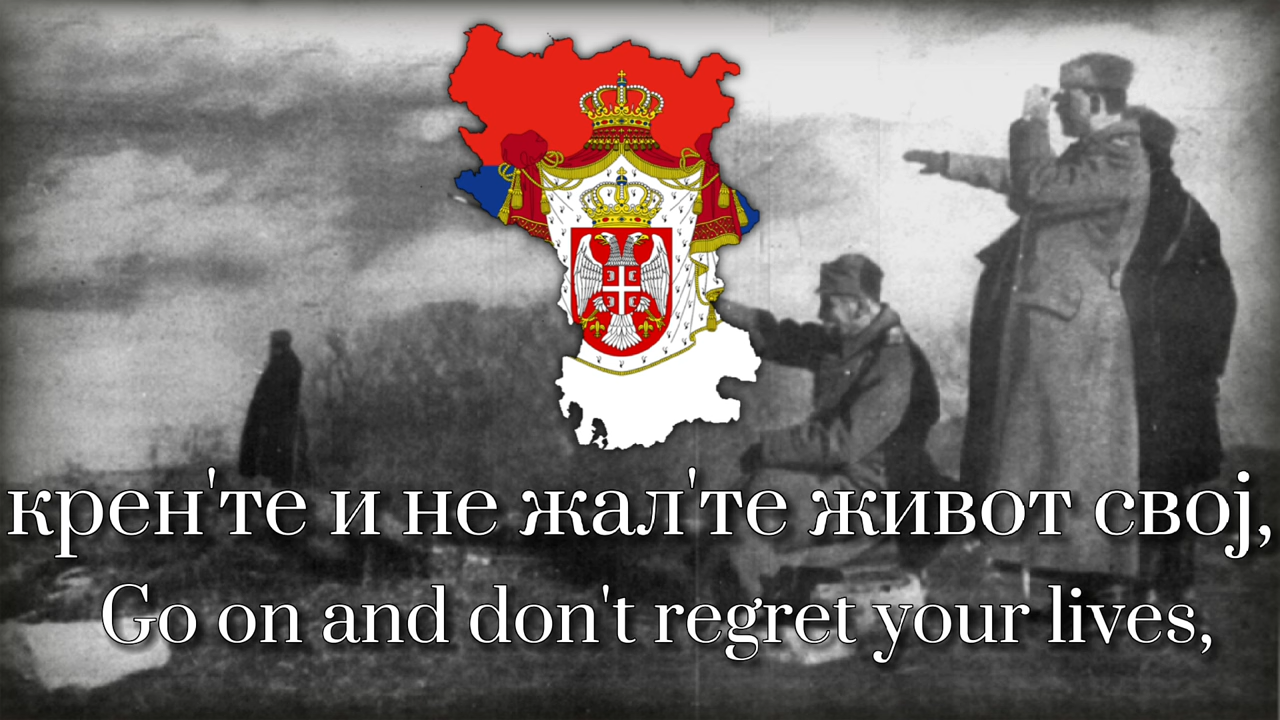 крен'те и не жал'те живот свој,
Go on and don't regret your lives,